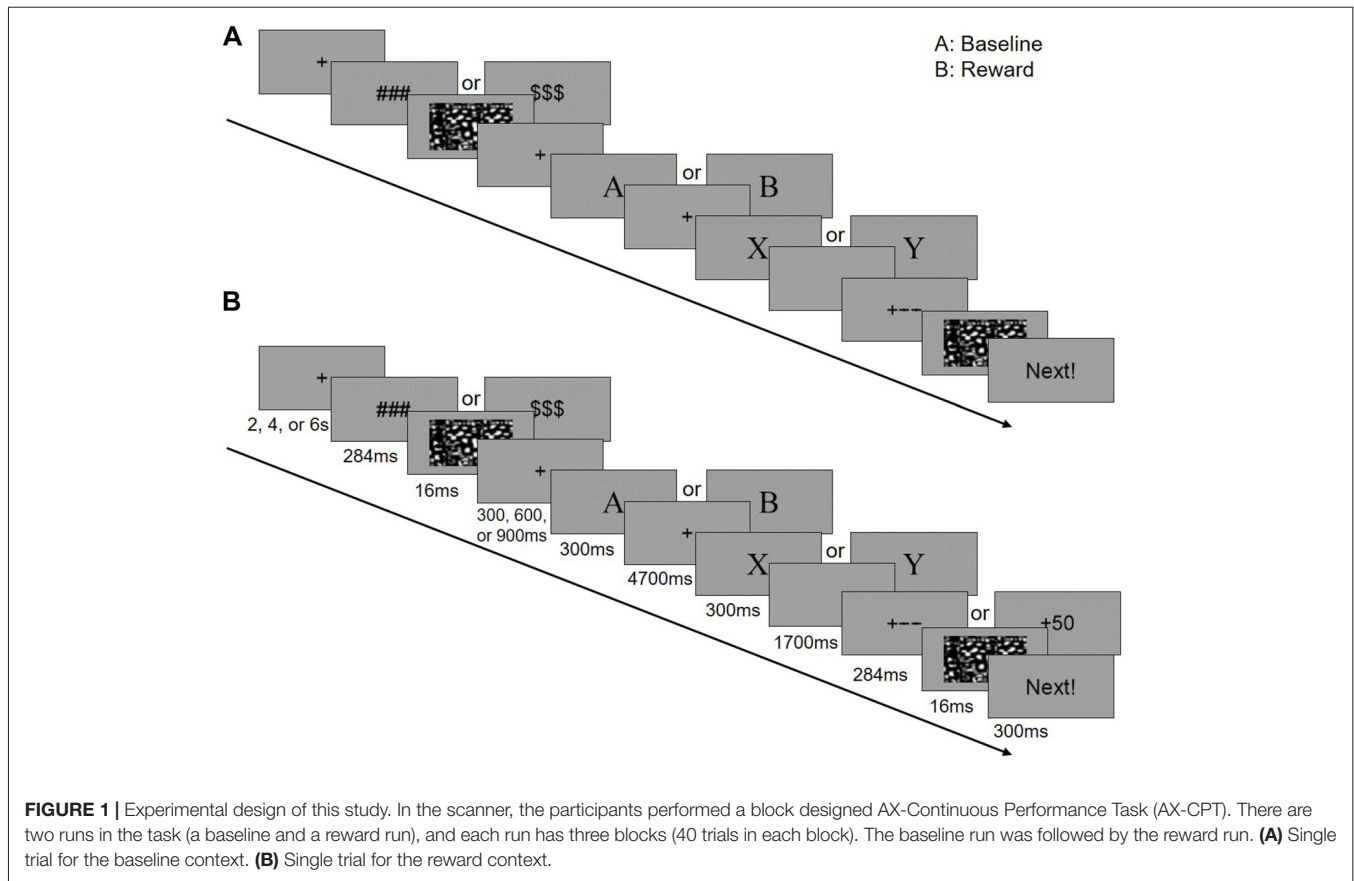 A
A: Baseline
B: Reward
+
###
or
$$$
+
A
or
B
+
X
or
Y
+--
Next!
B
+
2, 4, or 6s
###
or
$$$
284ms
16ms
+
300, 600,
or 900ms
A
or
B
300ms
+
4700ms
X
or
Y
300ms
1700ms
+--
or
+50
284ms
16ms
Next!
300ms
FIGURE 1 | Experimental design of this study. In the scanner, the participants performed a block designed AX-Continuous Performance Task (AX-CPT). There are
two runs in the task (a baseline and a reward run), and each run has three blocks (40 trials in each block). The baseline run was followed by the reward run. (A) Single
trial for the baseline context. (B) Single trial for the reward context.